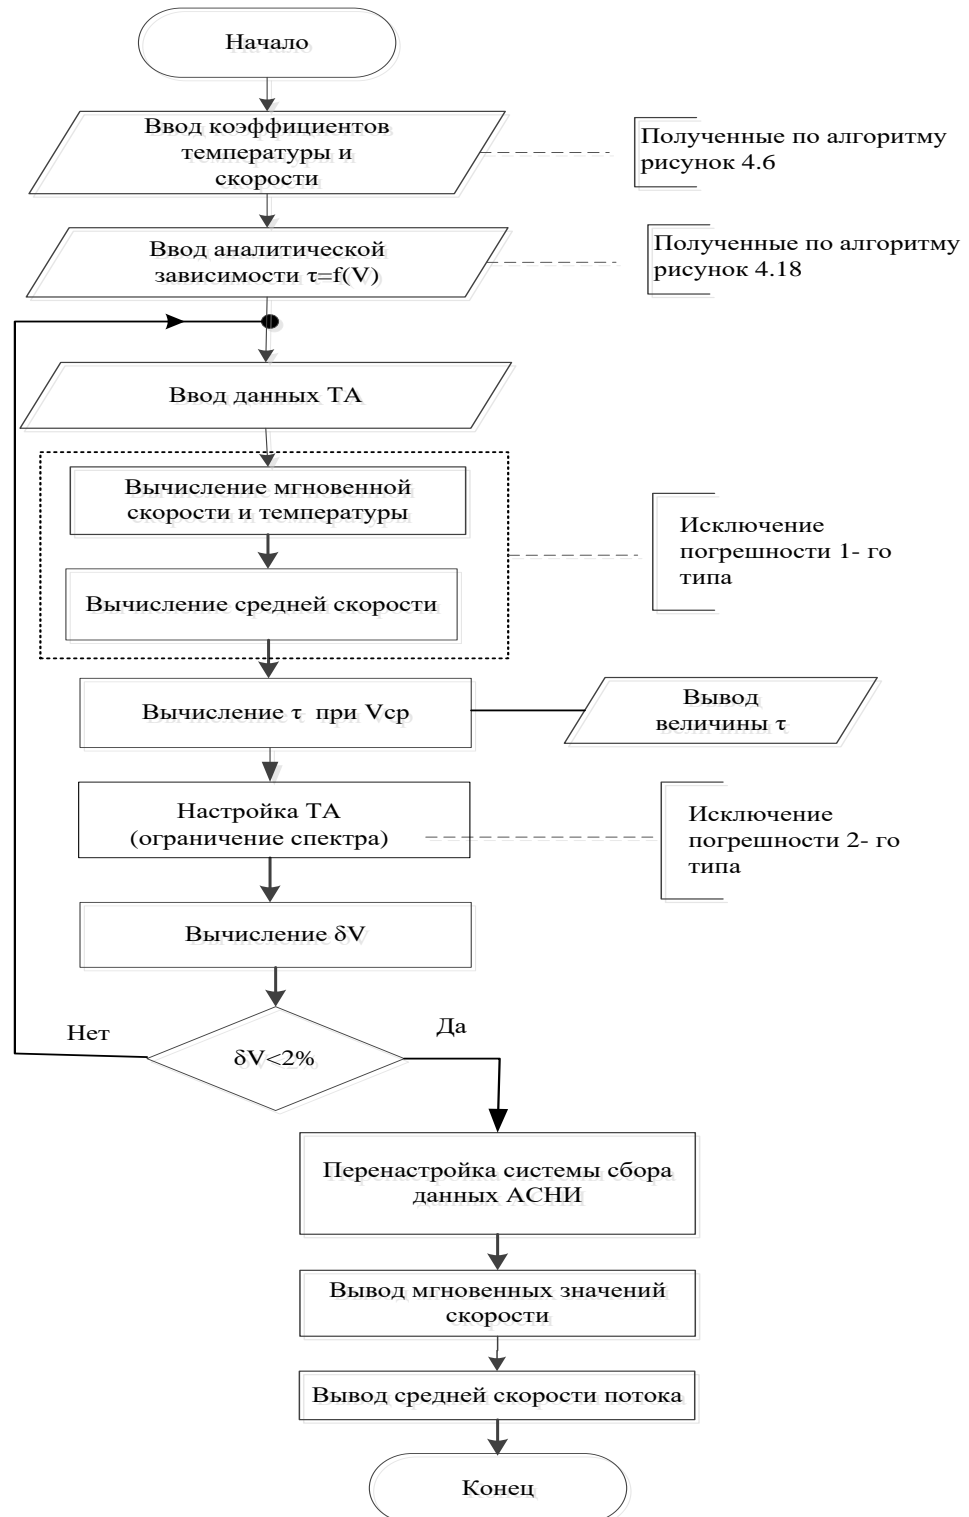 Начало
Ввод коэффициентов
температуры и
скорости
Полученные по алгоритму
рисунок 4.6
Ввод аналитической
зависимости τ=f(V)
Полученные по алгоритму
рисунок 4.18
Ввод данных ТА
Вычисление мгновенной
скорости и температуры
Вычисление средней скорости
Исключение
погрешности 1- го
типа
Вычисление τ при Vср
Вывод
величины τ
Настройка ТА
(ограничение спектра)
Исключение
погрешности 2- го
типа
Вычисление δV
Нет
Да
δV<2%
Перенастройка системы сбора
данных АСНИ
Вывод мгновенных значений
скорости
Вывод средней скорости потока
Конец